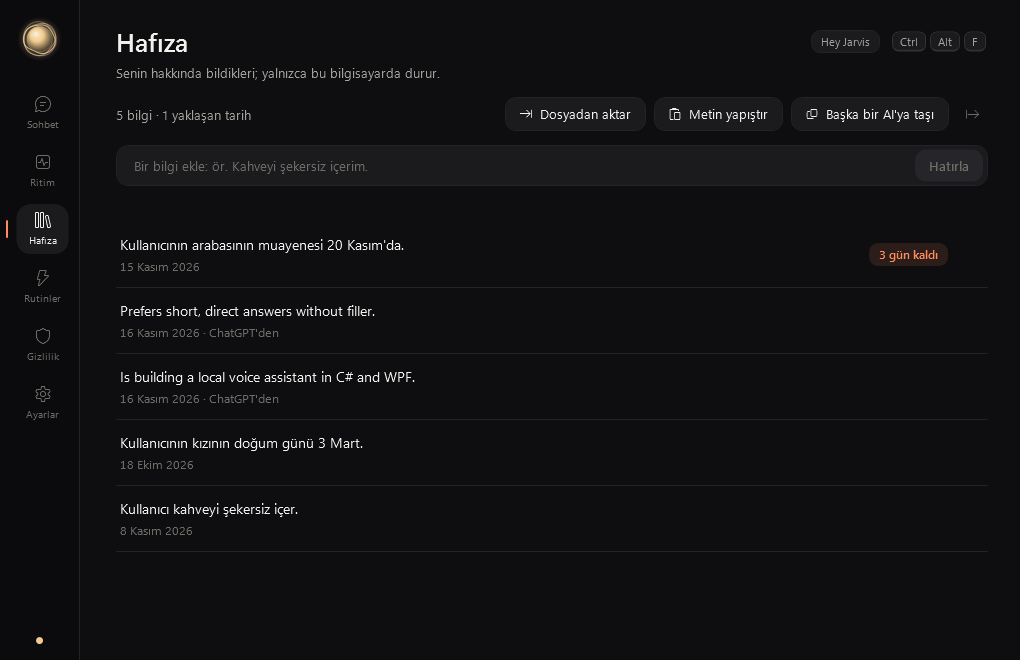 Hafıza
Hey Jarvis
Ctrl
Alt
F
Senin hakkında bildikleri; yalnızca bu bilgisayarda durur.
5 bilgi · 1 yaklaşan tarih
Dosyadan aktar
Metin yapıştır
Başka bir AI'ya taşı
Bir bilgi ekle: ör. Kahveyi şekersiz içerim.
Hatırla
Sohbet
Ritim
Hafıza
Rutinler
Gizlilik
Ayarlar
Kullanıcının arabasının muayenesi 20 Kasım'da.
15 Kasım 2026
3 gün kaldı
Prefers short, direct answers without filler.
16 Kasım 2026 · ChatGPT'den
Is building a local voice assistant in C# and WPF.
16 Kasım 2026 · ChatGPT'den
Kullanıcının kızının doğum günü 3 Mart.
18 Ekim 2026
Kullanıcı kahveyi şekersiz içer.
8 Kasım 2026